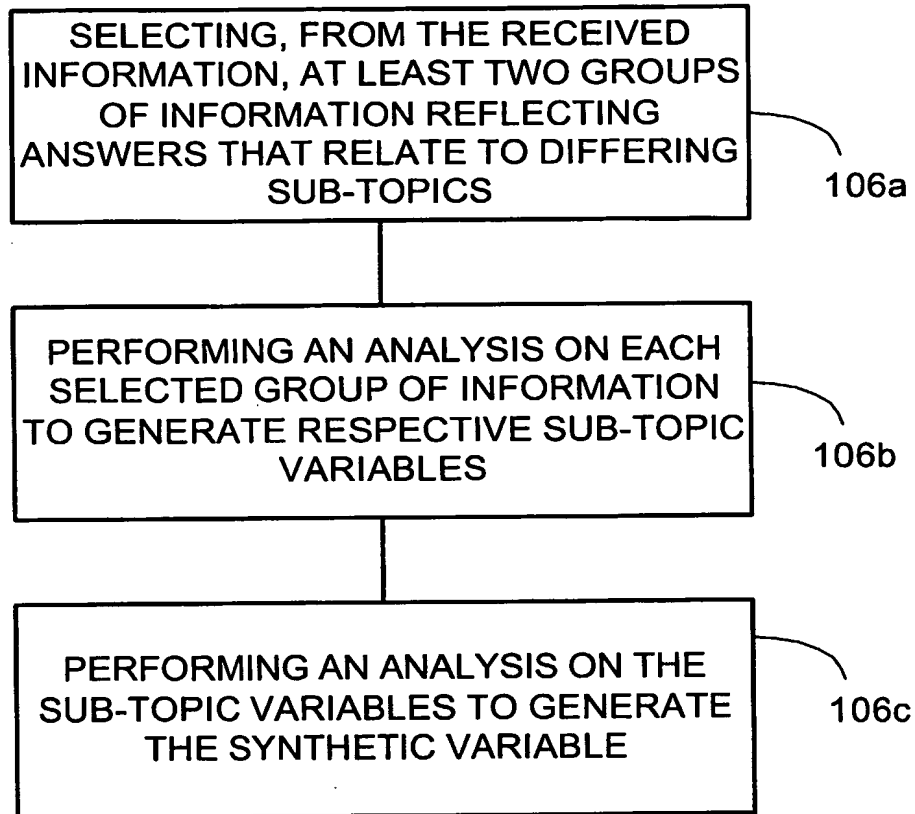 SELECTING, FROM THE RECEIVED
INFORMATION, AT LEAST TWO GROUPS
OF INFORMATION REFLECTING
ANSWERS THAT RELATE TO DIFFERING
SUB-TOPICS
106a
PERFORMING AN ANALYSIS ON EACH
SELECTED GROUP OF INFORMATION
TO GENERATE RESPECTIVE SUB-TOPIC
VARIABLES
106b
PERFORMING AN ANALYSIS ON THE
SUB-TOPIC VARIABLES TO GENERATE
THE SYNTHETIC VARIABLE
106c